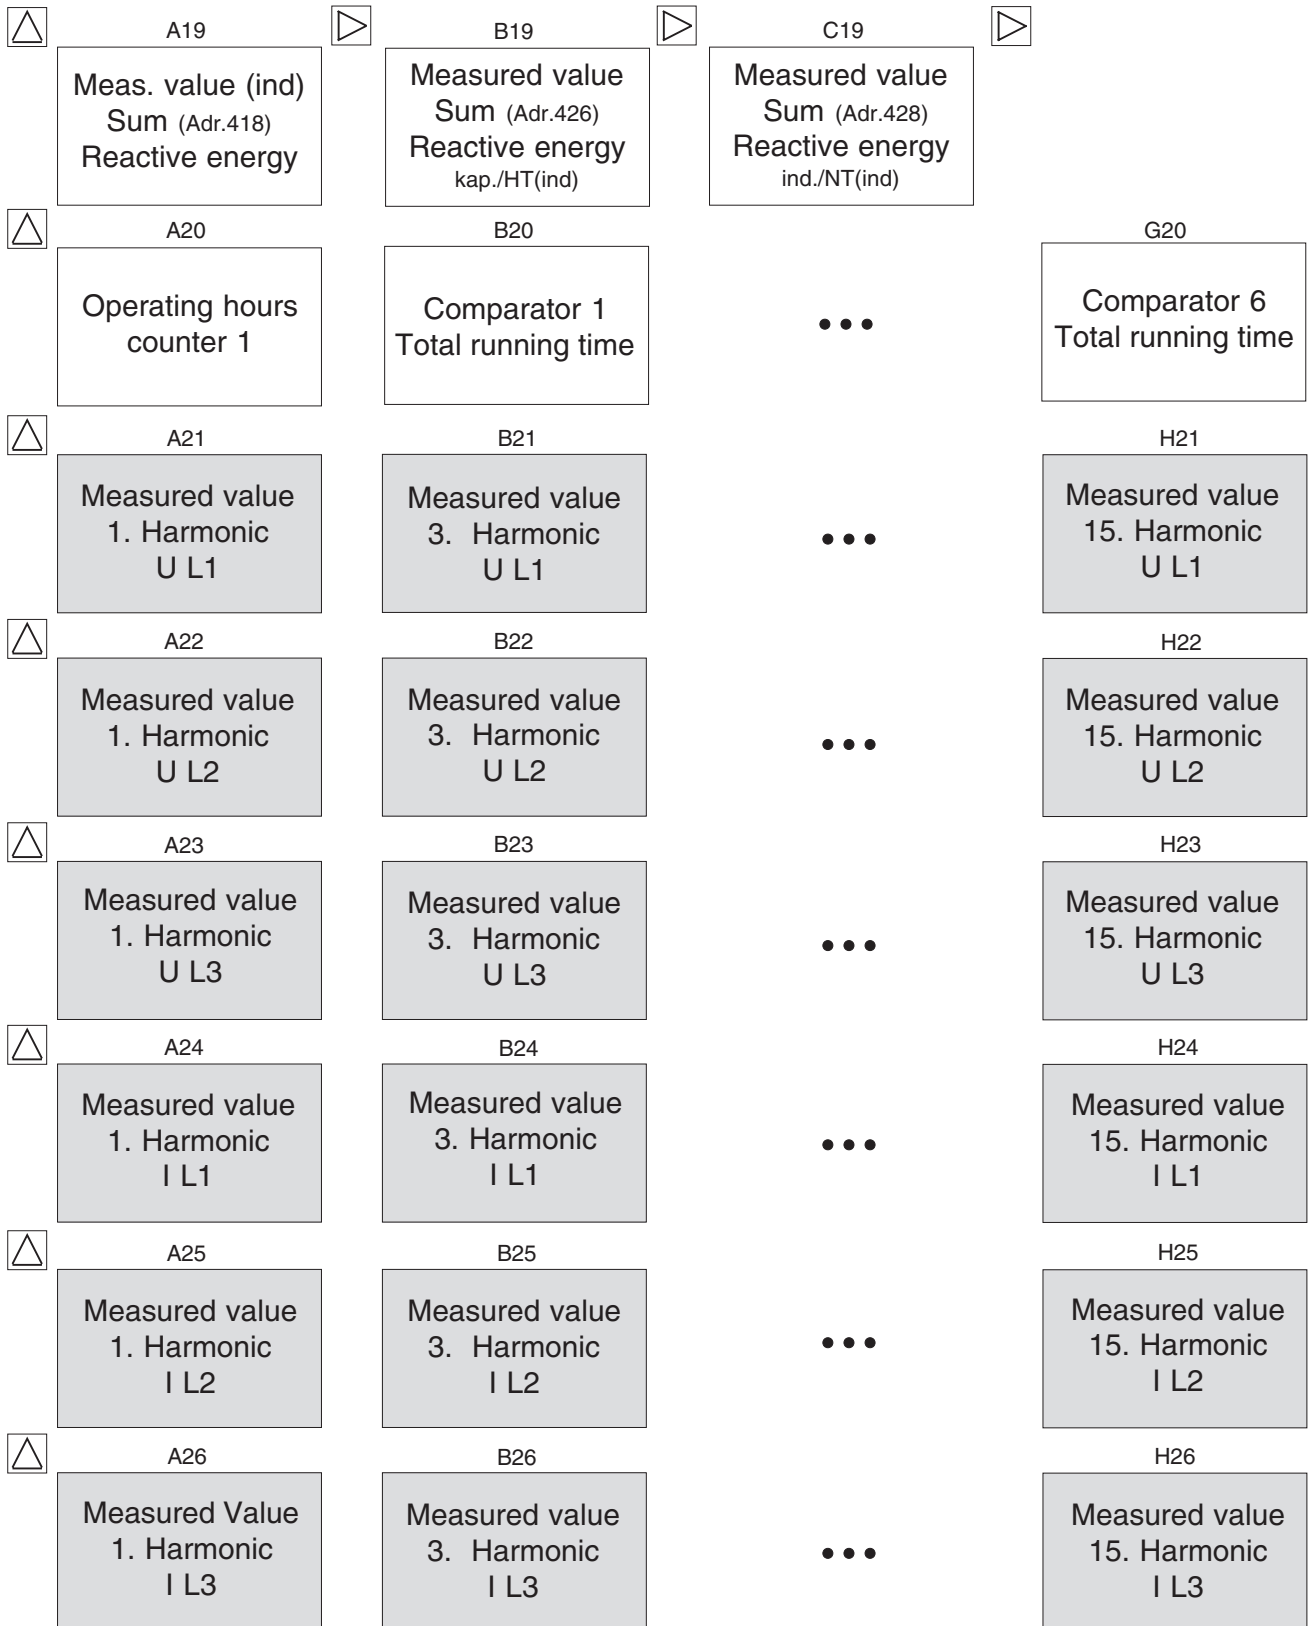 A19 B19 C19
Meas. value (ind)
Sum (Adr.418)
Reactive energy
Measured value
Sum (Adr.426)
Reactive energy
kap./HT(ind)
Measured value
Sum (Adr.428)
Reactive energy
ind./NT(ind)
A20 B20 G20
Operating hours
counter 1
Comparator 1
Total running time
•••
Comparator 6
Total running time
A21 B21 H21
Measured value
1. Harmonic
U L1
Measured value
3. Harmonic
U L1
•••
Measured value
15. Harmonic
U L1
A22 B22 H22
Measured value
1. Harmonic
U L2
Measured value
3. Harmonic
U L2
•••
Measured value
15. Harmonic
U L2
A23 B23 H23
Measured value
1. Harmonic
U L3
Measured value
3. Harmonic
U L3
•••
Measured value
15. Harmonic
U L3
A24 B24 H24
Measured value
1. Harmonic
I L1
Measured value
3. Harmonic
I L1
•••
Measured value
15. Harmonic
I L1
A25 B25 H25
Measured value
1. Harmonic
I L2
Measured value
3. Harmonic
I L2
•••
Measured value
15. Harmonic
I L2
A26 B26 H26
Measured Value
1. Harmonic
I L3
Measured value
3. Harmonic
I L3
•••
Measured value
15. Harmonic
I L3